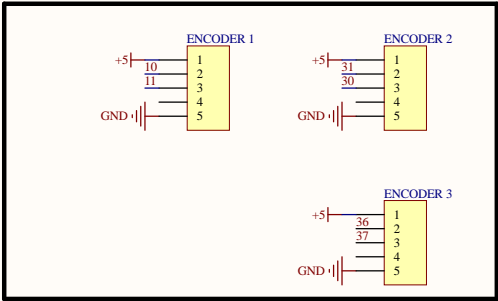 ENCODER 1
+5 1
10 2
11 3
4
GND 5
ENCODER 2
+5 1
31 2
30 3
4
GND 5
ENCODER 3
+5 1
36 2
37 3
4
GND 5